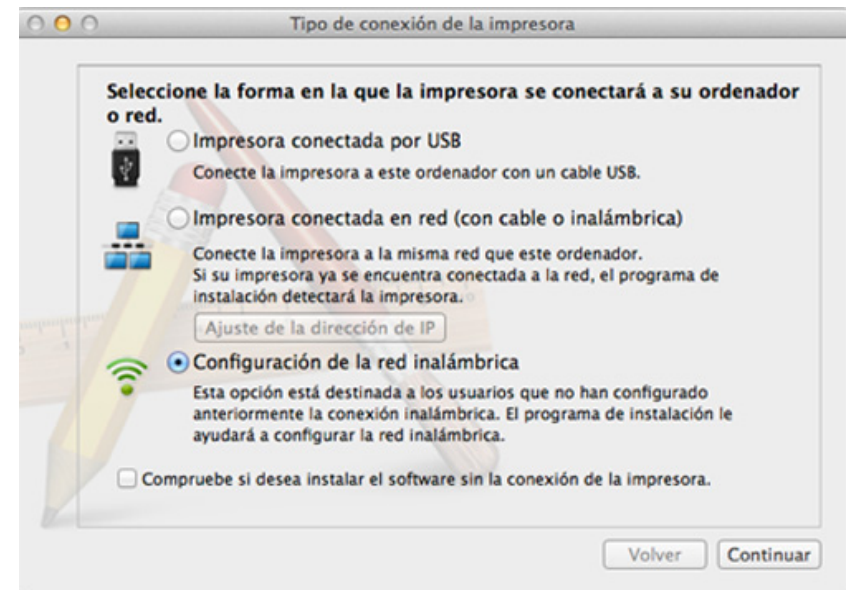 Tipo de conexión de la impresora
Seleccione la forma en la que la impresora se conectará a su ordenador
o red.
Impresora conectada por USB
Conecte la impresora a este ordenador con un cable USB.
Impresora conectada en red (con cable o inalámbrica)
Conecte la impresora a la misma red que este ordenador.
Si su impresora ya se encuentra conectada a la red, el programa de
instalación detectará la impresora.
Ajuste de la dirección de IP
Configuración de la red inalámbrica
Esta opción está destinada a los usuarios que no han configurado
anteriormente la conexión inalámbrica. El programa de instalación le
ayudará a configurar la red inalámbrica.
Compruebe si desea instalar el software sin la conexión de la impresora.
Volver
Continuar